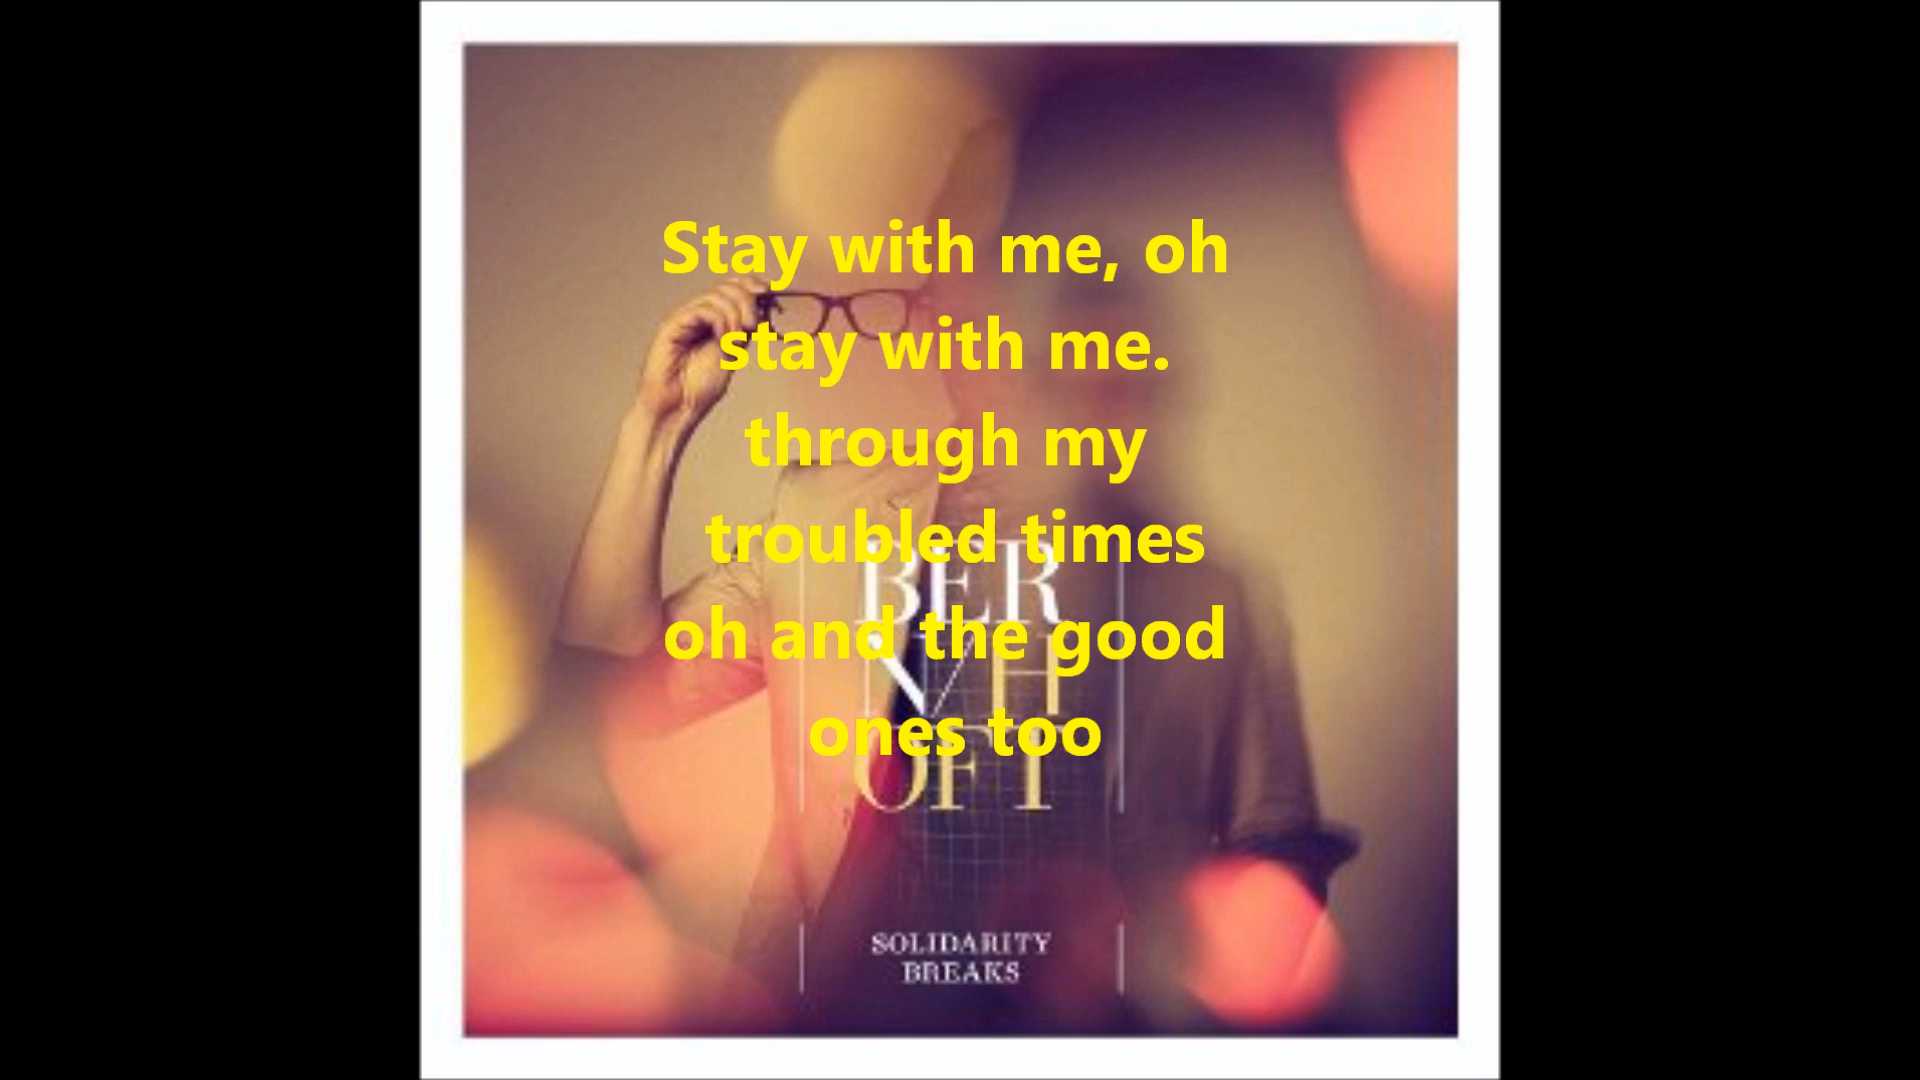 Stay with me, oh
stay with me.
through my
troubled times
oh and the good
ones too
BER
N/H
OFT
SOLIDARITY
BREAKS